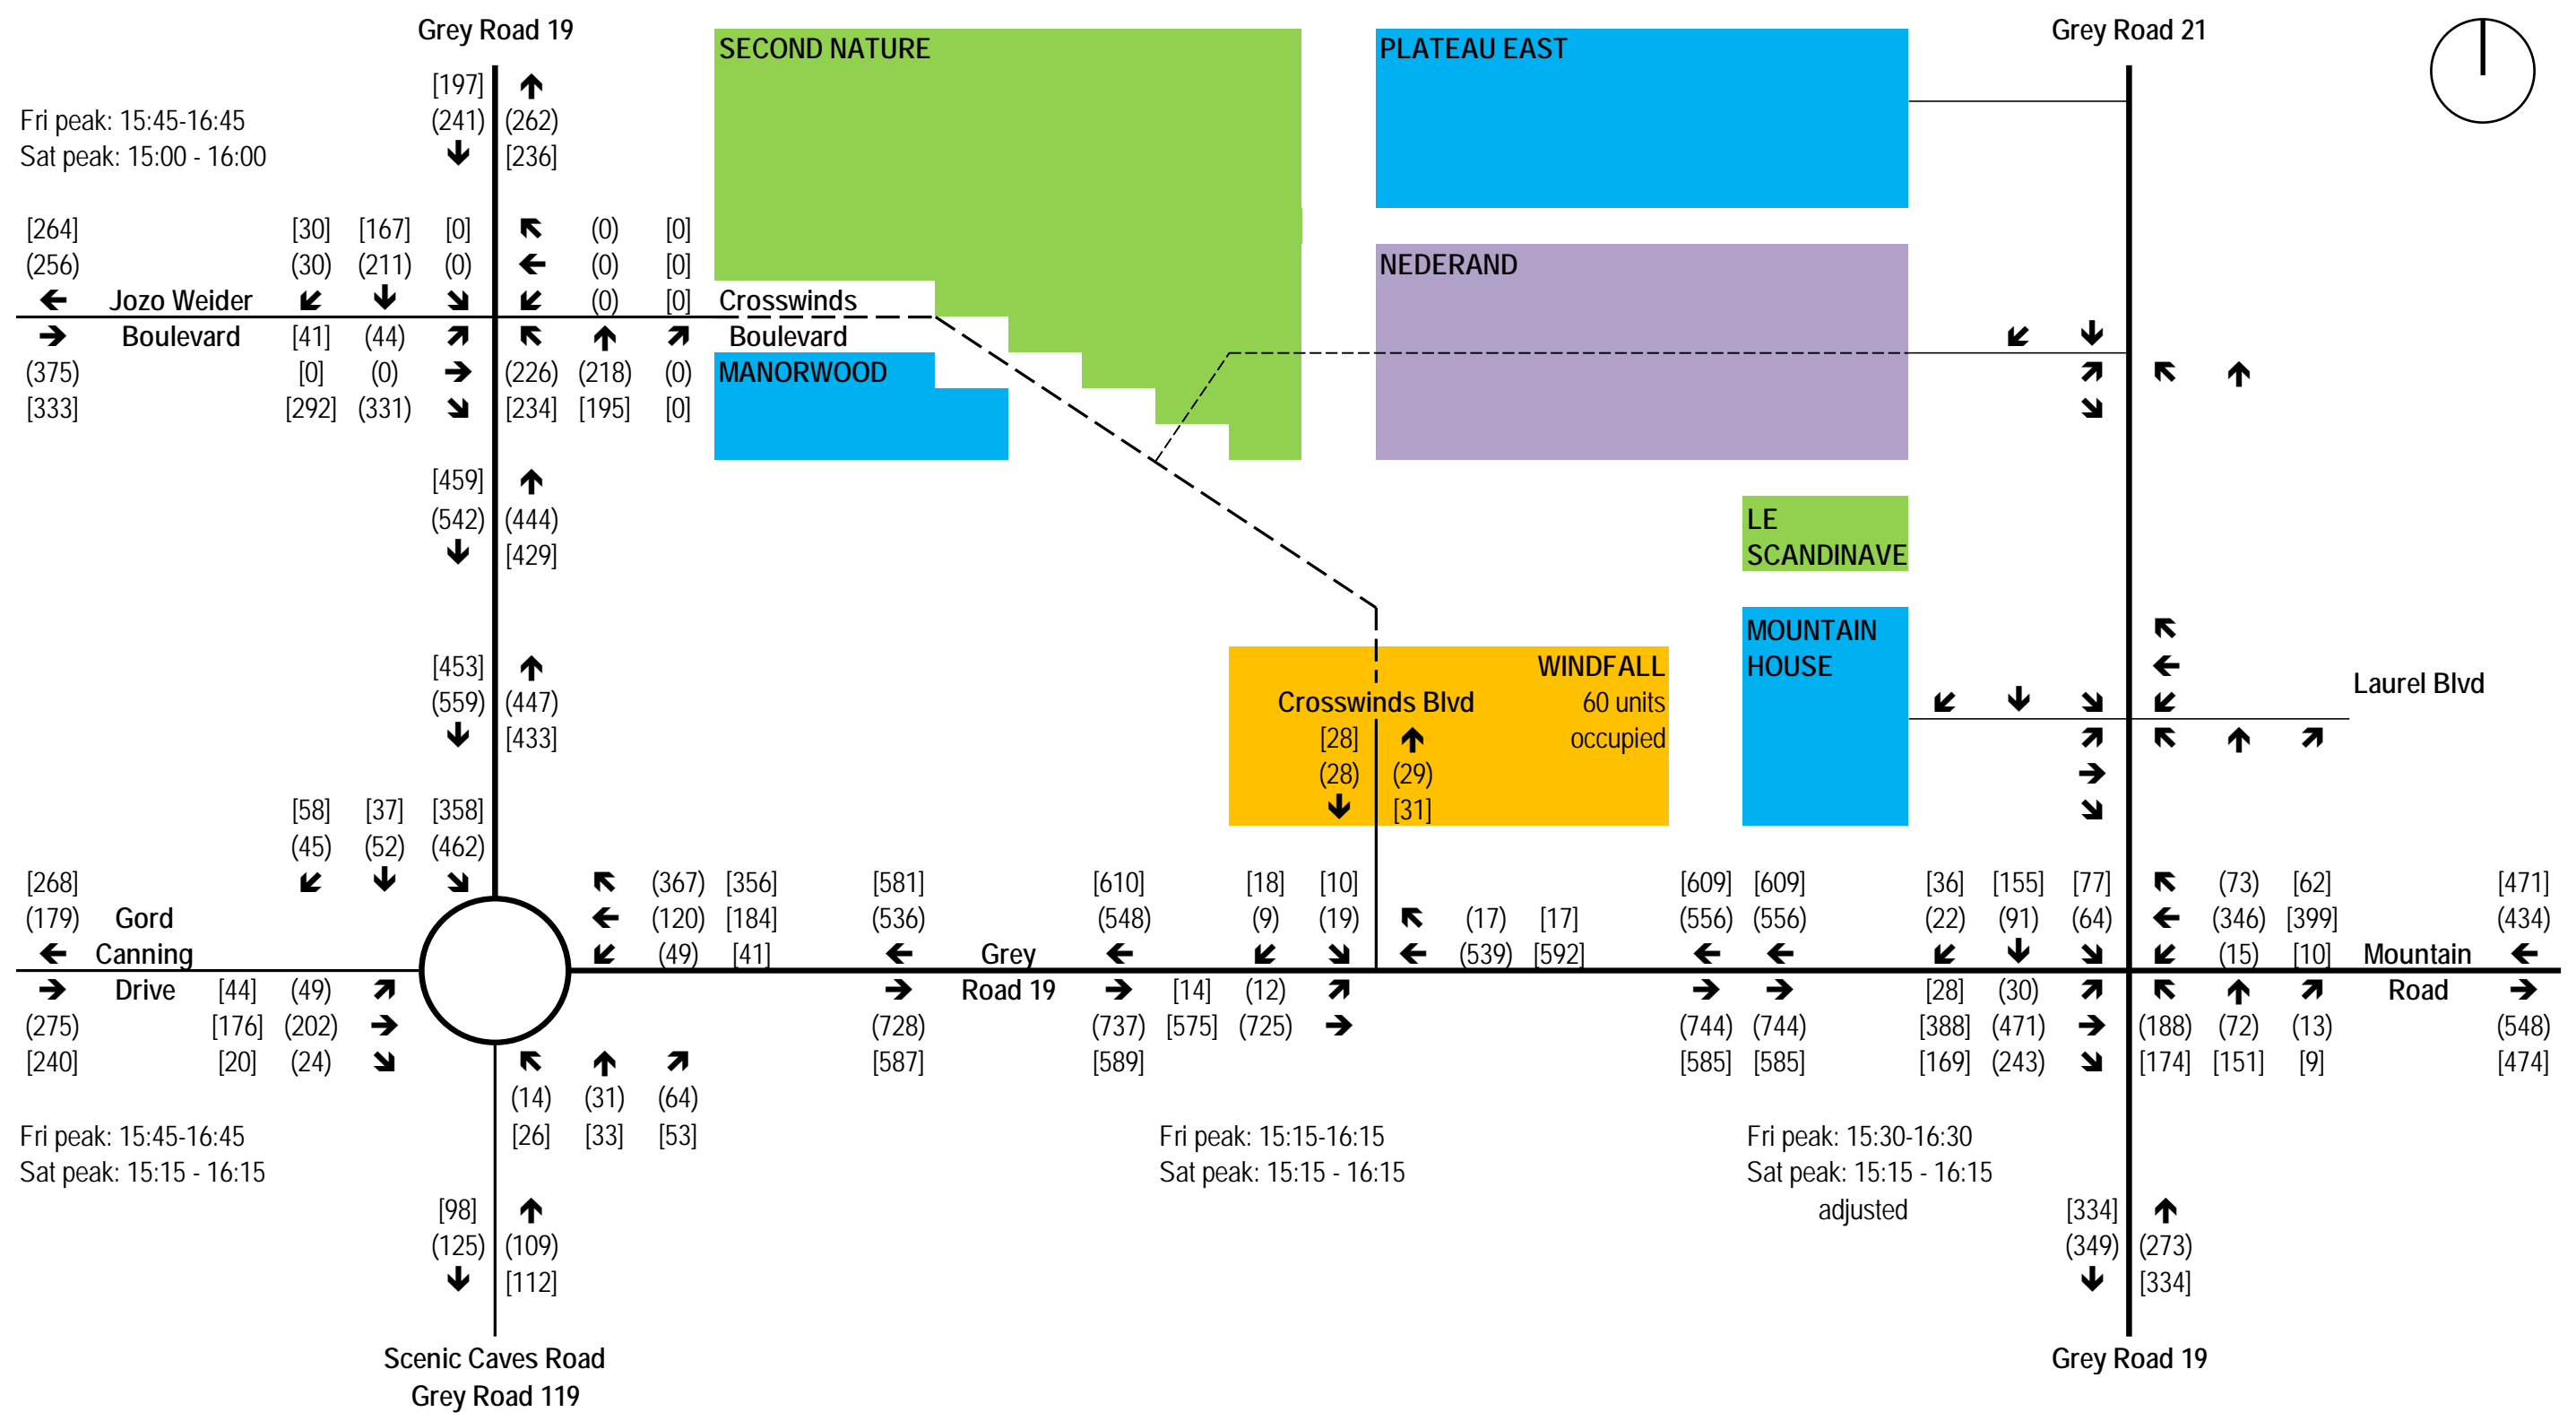 Grey Road 19 SECOND NATURE PLATEAU EAST Grey Road 21
[197]
Fri peak: 15:45-16:45 (241) (262)
Sat peak: 15:00 - 16:00 [236]
[264] [30] [167] [0] (0) [0]
(256) (30) (211) (0) (0) [0] NEDERAND
Jozo Weider (0) [0] Crosswinds
Boulevard [41] (44) Boulevard
(375) [0] (0) (226) (218) (0) MANORWOOD
[333] [292] (331) [234] [195] [0]
[459]
(542) (444) LE
[429] SCANDINAVE
MOUNTAIN
[453] WINDFALL HOUSE
(559) (447) Crosswinds Blvd 60 units Laurel Blvd
[433] [28] occupied
(28) (29)
[58] [37] [358] [31]
(45) (52) (462)
[268] (367) [356] [581] [610] [18] [10] [609] [609] [36] [155] [77] (73) [62] [471]
(179) Gord (120) [184] (536) (548) (9) (19) (17) [17] (556) (556) (22) (91) (64) (346) [399] (434)
Canning (49) [41] Grey (539) [592] (15) [10] Mountain
Drive [44] (49) Road 19 [14] (12) [28] (30) Road
(275) [176] (202) (728) (737) [575] (725) (744) (744) [388] (471) (188) (72) (13) (548)
[240] [20] (24) [587] [589] [585] [585] [169] (243) [174] [151] [9] [474]
(14) (31) (64)
Fri peak: 15:45-16:45 [26] [33] [53] Fri peak: 15:15-16:15 Fri peak: 15:30-16:30
Sat peak: 15:15 - 16:15 Sat peak: 15:15 - 16:15 Sat peak: 15:15 - 16:15
[98] adjusted [334]
(125) (109) (349) (273)
[112] [334]
Scenic Caves Road Grey Road 19
Grey Road 119